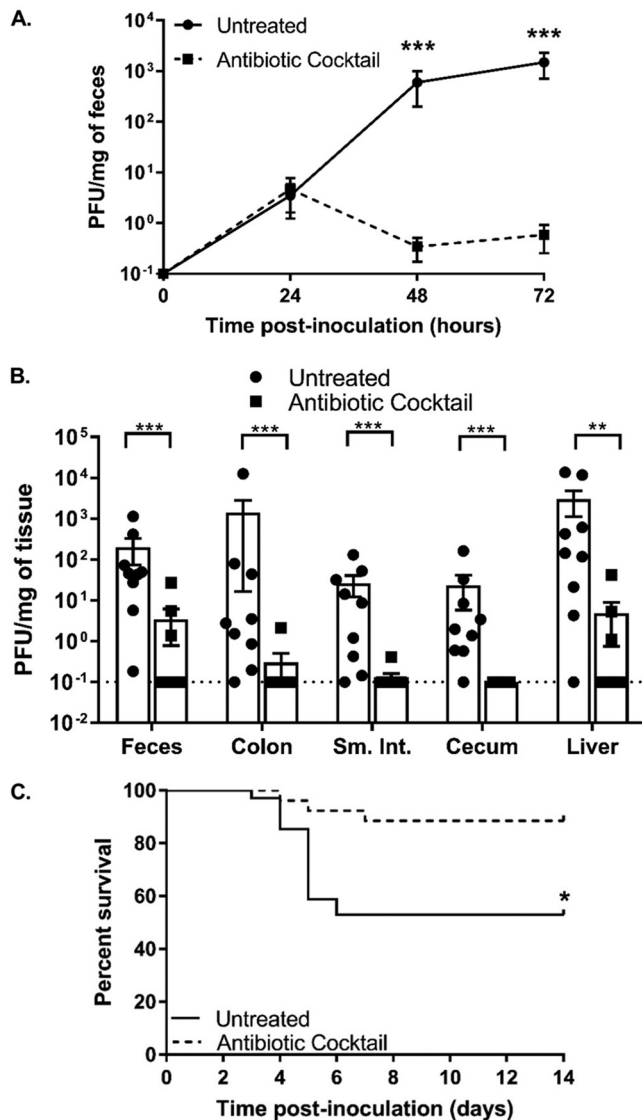 A.
Untreated
Antibiotic Cocktail
*** ***
PFU/mg of feces
10⁴
10³
10²
10¹
10⁰
10⁻¹
0 24 48 72
Time post-inoculation (hours)
B.
Untreated
Antibiotic Cocktail
*** *** *** *** **
PFU/mg of tissue
10⁵
10⁴
10³
10²
10¹
10⁰
10⁻¹
10⁻²
Feces Colon Sm. Int. Cecum Liver
C.
Percent survival
100
80
60
40
20
0
*
Untreated
Antibiotic Cocktail
0 2 4 6 8 10 12 14
Time post-inoculation (days)